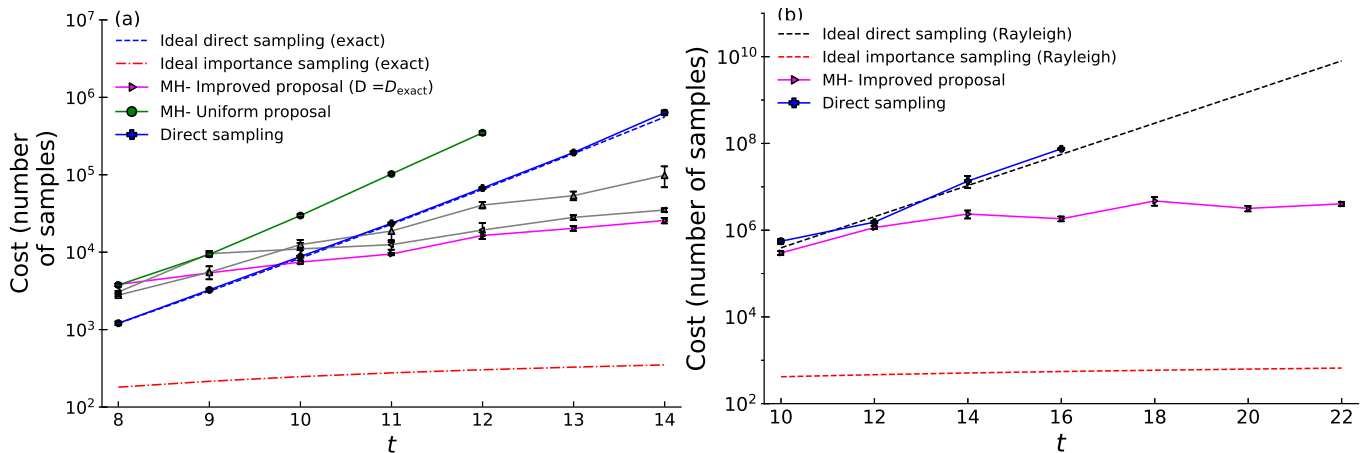 (a)
10^7
10^6
10^5
10^4
10^3
10^2
Cost (number
of samples)
Ideal direct sampling (exact)
Ideal importance sampling (exact)
MH- Improved proposal (D =D_exact)
MH- Uniform proposal
Direct sampling
8 9 10 11 12 13 14
t
(b)
10^10
10^8
10^6
10^4
10^2
Cost (number of samples)
Ideal direct sampling (Rayleigh)
Ideal importance sampling (Rayleigh)
MH- Improved proposal
Direct sampling
10 12 14 16 18 20 22
t